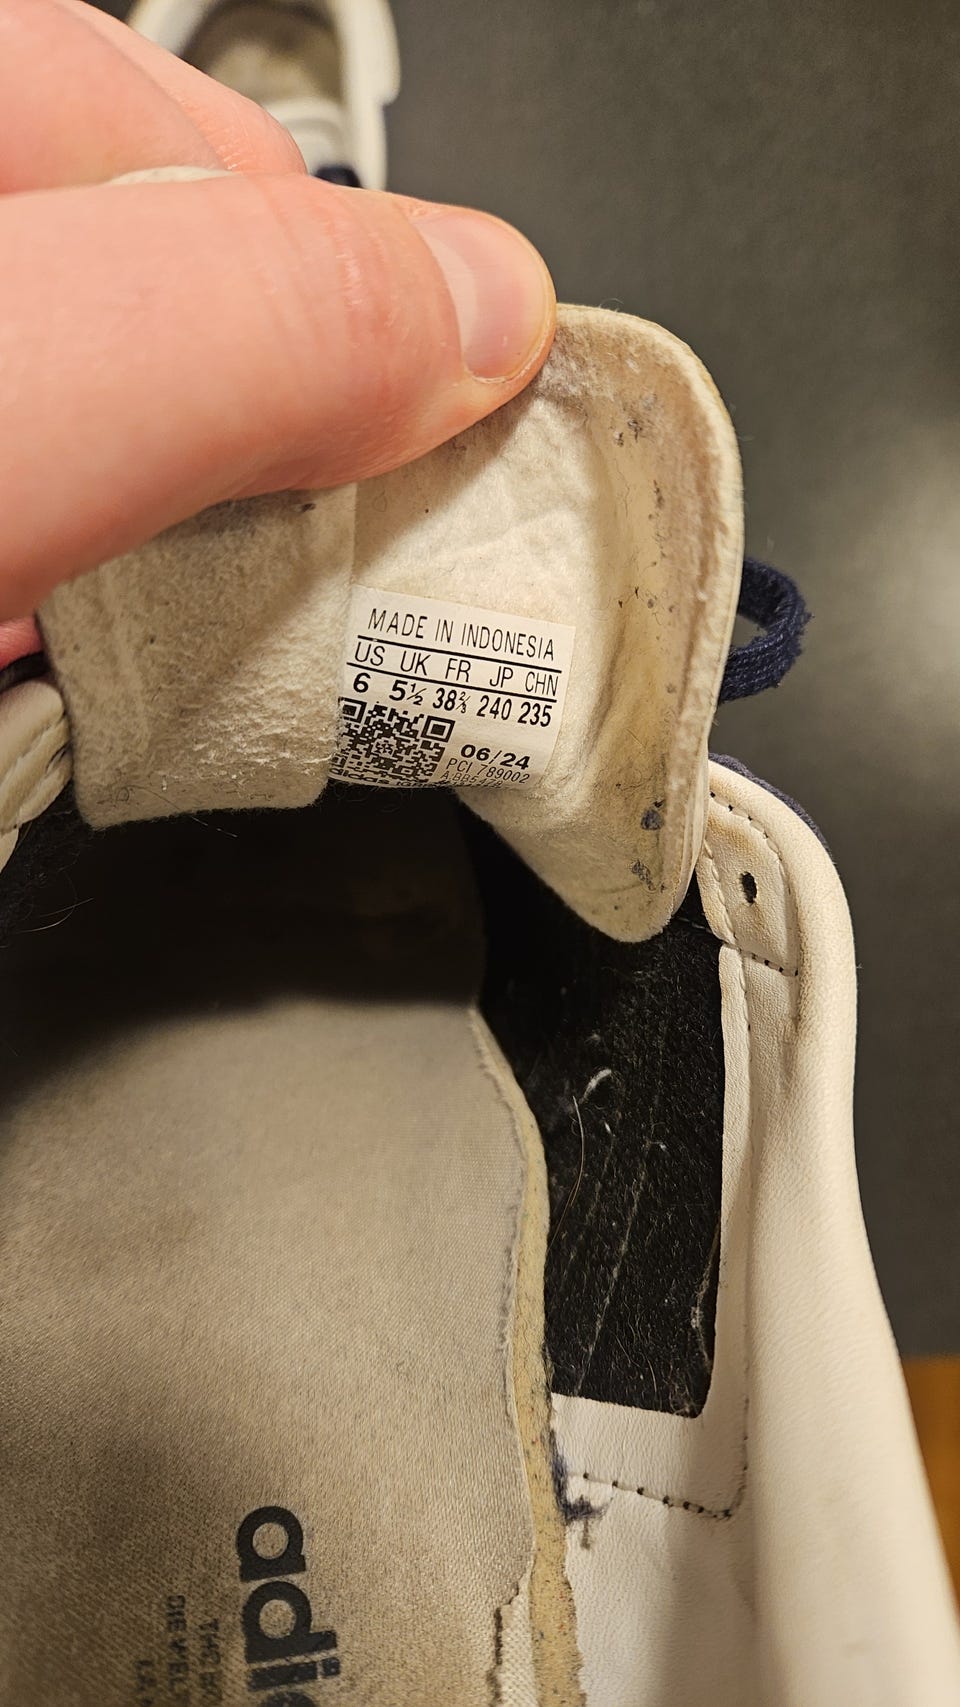 MADE IN INDONESIA
US UK FR JP CHN
6 5½ 38⅔ 240 235
06/24
PCI 789002
adidas
adi